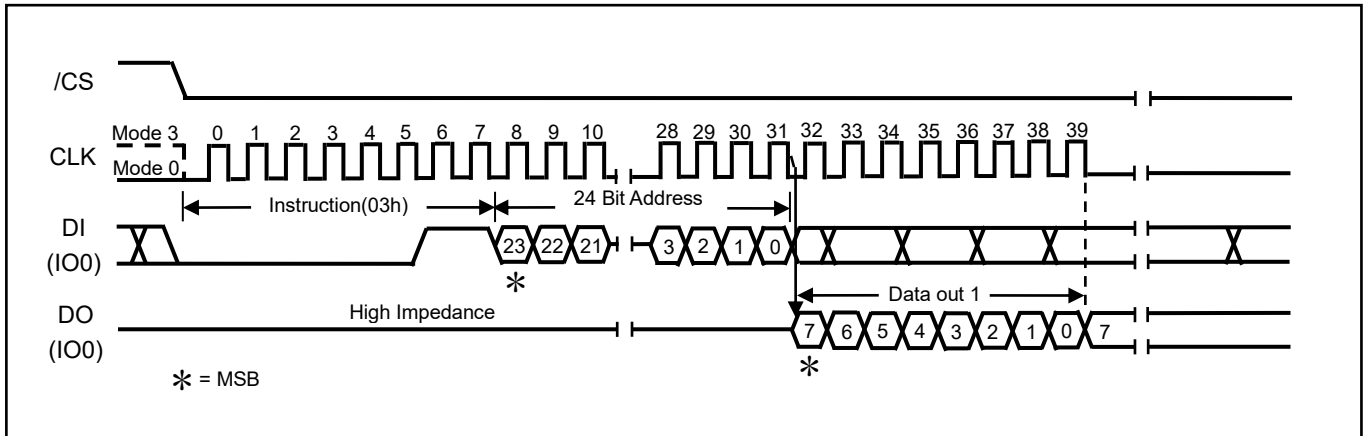 /CS
Mode 3 0 1 2 3 4 5 6 7 8 9 10 28 29 30 31 32 33 34 35 36 37 38 39
CLK
Mode 0
Instruction(03h) 24 Bit Address
DI
(IO0)
23 22 21 3 2 1 0
*
Data out 1
High Impedance
DO
(IO0)
7 6 5 4 3 2 1 0 7
*
* = MSB